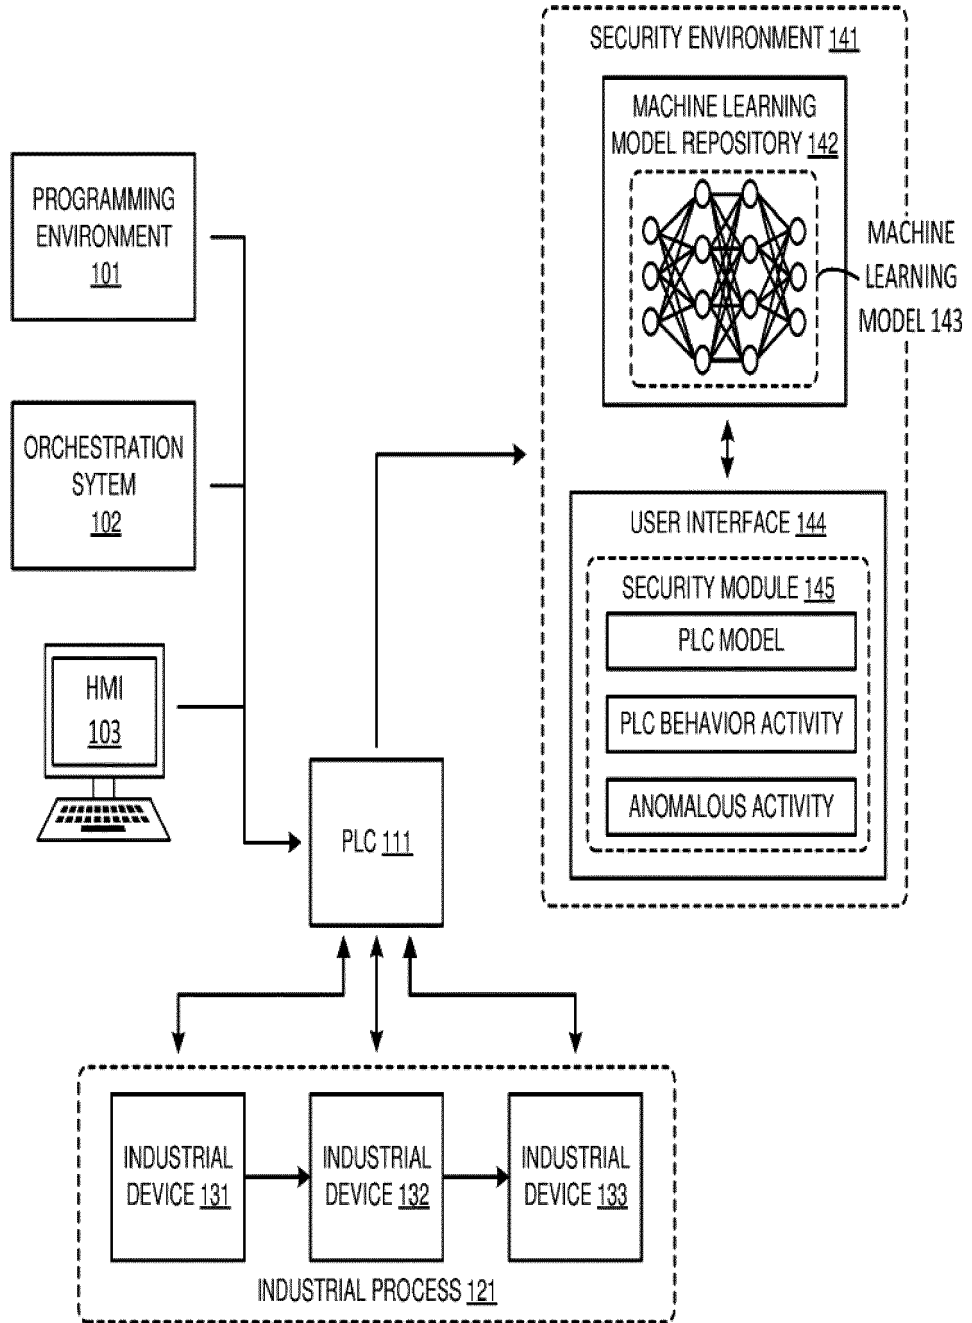 SECURITY ENVIRONMENT 141
MACHINE LEARNING
MODEL REPOSITORY 142
MACHINE
LEARNING
MODEL 143
PROGRAMMING
ENVIRONMENT
101
ORCHESTRATION
SYTEM
102
HMI
103
USER INTERFACE 144
SECURITY MODULE 145
PLC MODEL
PLC BEHAVIOR ACTIVITY
ANOMALOUS ACTIVITY
PLC 111
INDUSTRIAL
DEVICE 131
INDUSTRIAL
DEVICE 132
INDUSTRIAL
DEVICE 133
INDUSTRIAL PROCESS 121